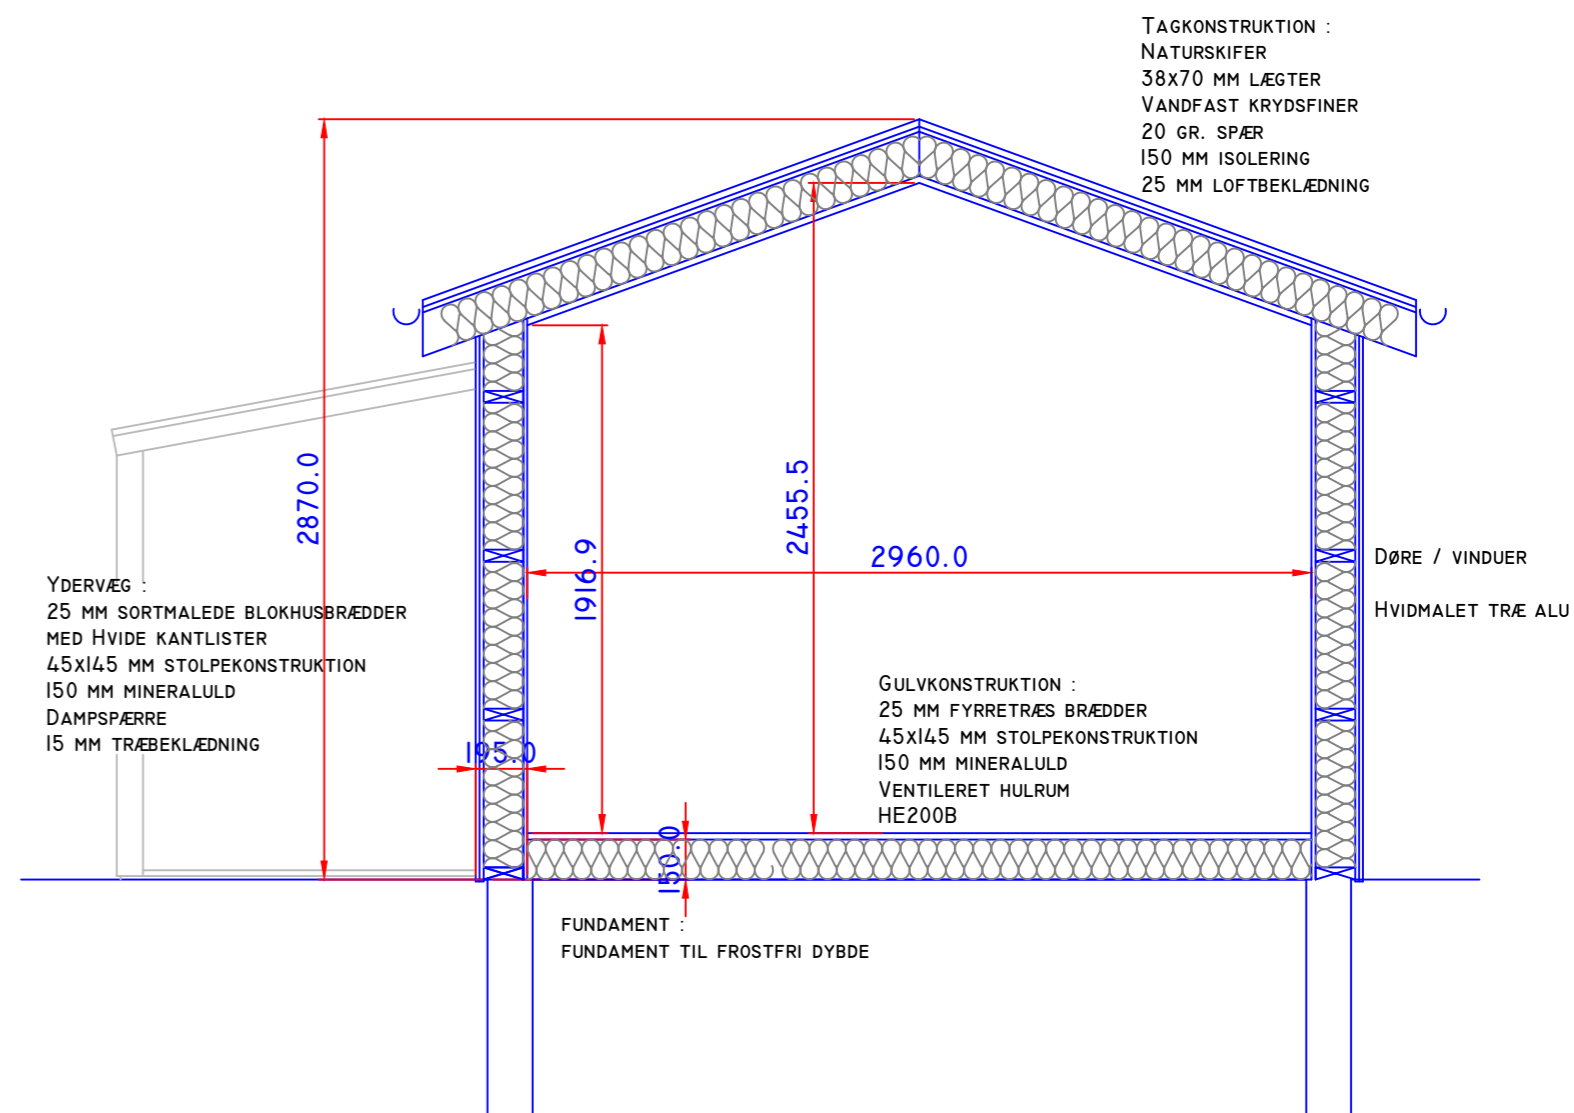 TAGKONSTRUKTION :
NATURSKIFER
38X70 MM LÆGTER
VANDFAST KRYDSFINER
20 GR. SPÆR
150 MM ISOLERING
25 MM LOFTBEKLÆDNING
2870.0
2455.5
1916.9
2960.0
DØRE / VINDUER
HVIDMALET TRÆ ALU
YDERVÆG :
25 MM SORTMALEDE BLOKHUSBRÆDDER
MED HVIDE KANTLISTER
45X145 MM STOLPEKONSTRUKTION
150 MM MINERALULD
DAMPSPÆRRE
15 MM TRÆBEKLÆDNING
195.0
GULVKONSTRUKTION :
25 MM FYRRETRÆS BRÆDDER
45X145 MM STOLPEKONSTRUKTION
150 MM MINERALULD
VENTILERET HULRUM
HE200B
150.0
FUNDAMENT :
FUNDAMENT TIL FROSTFRI DYBDE